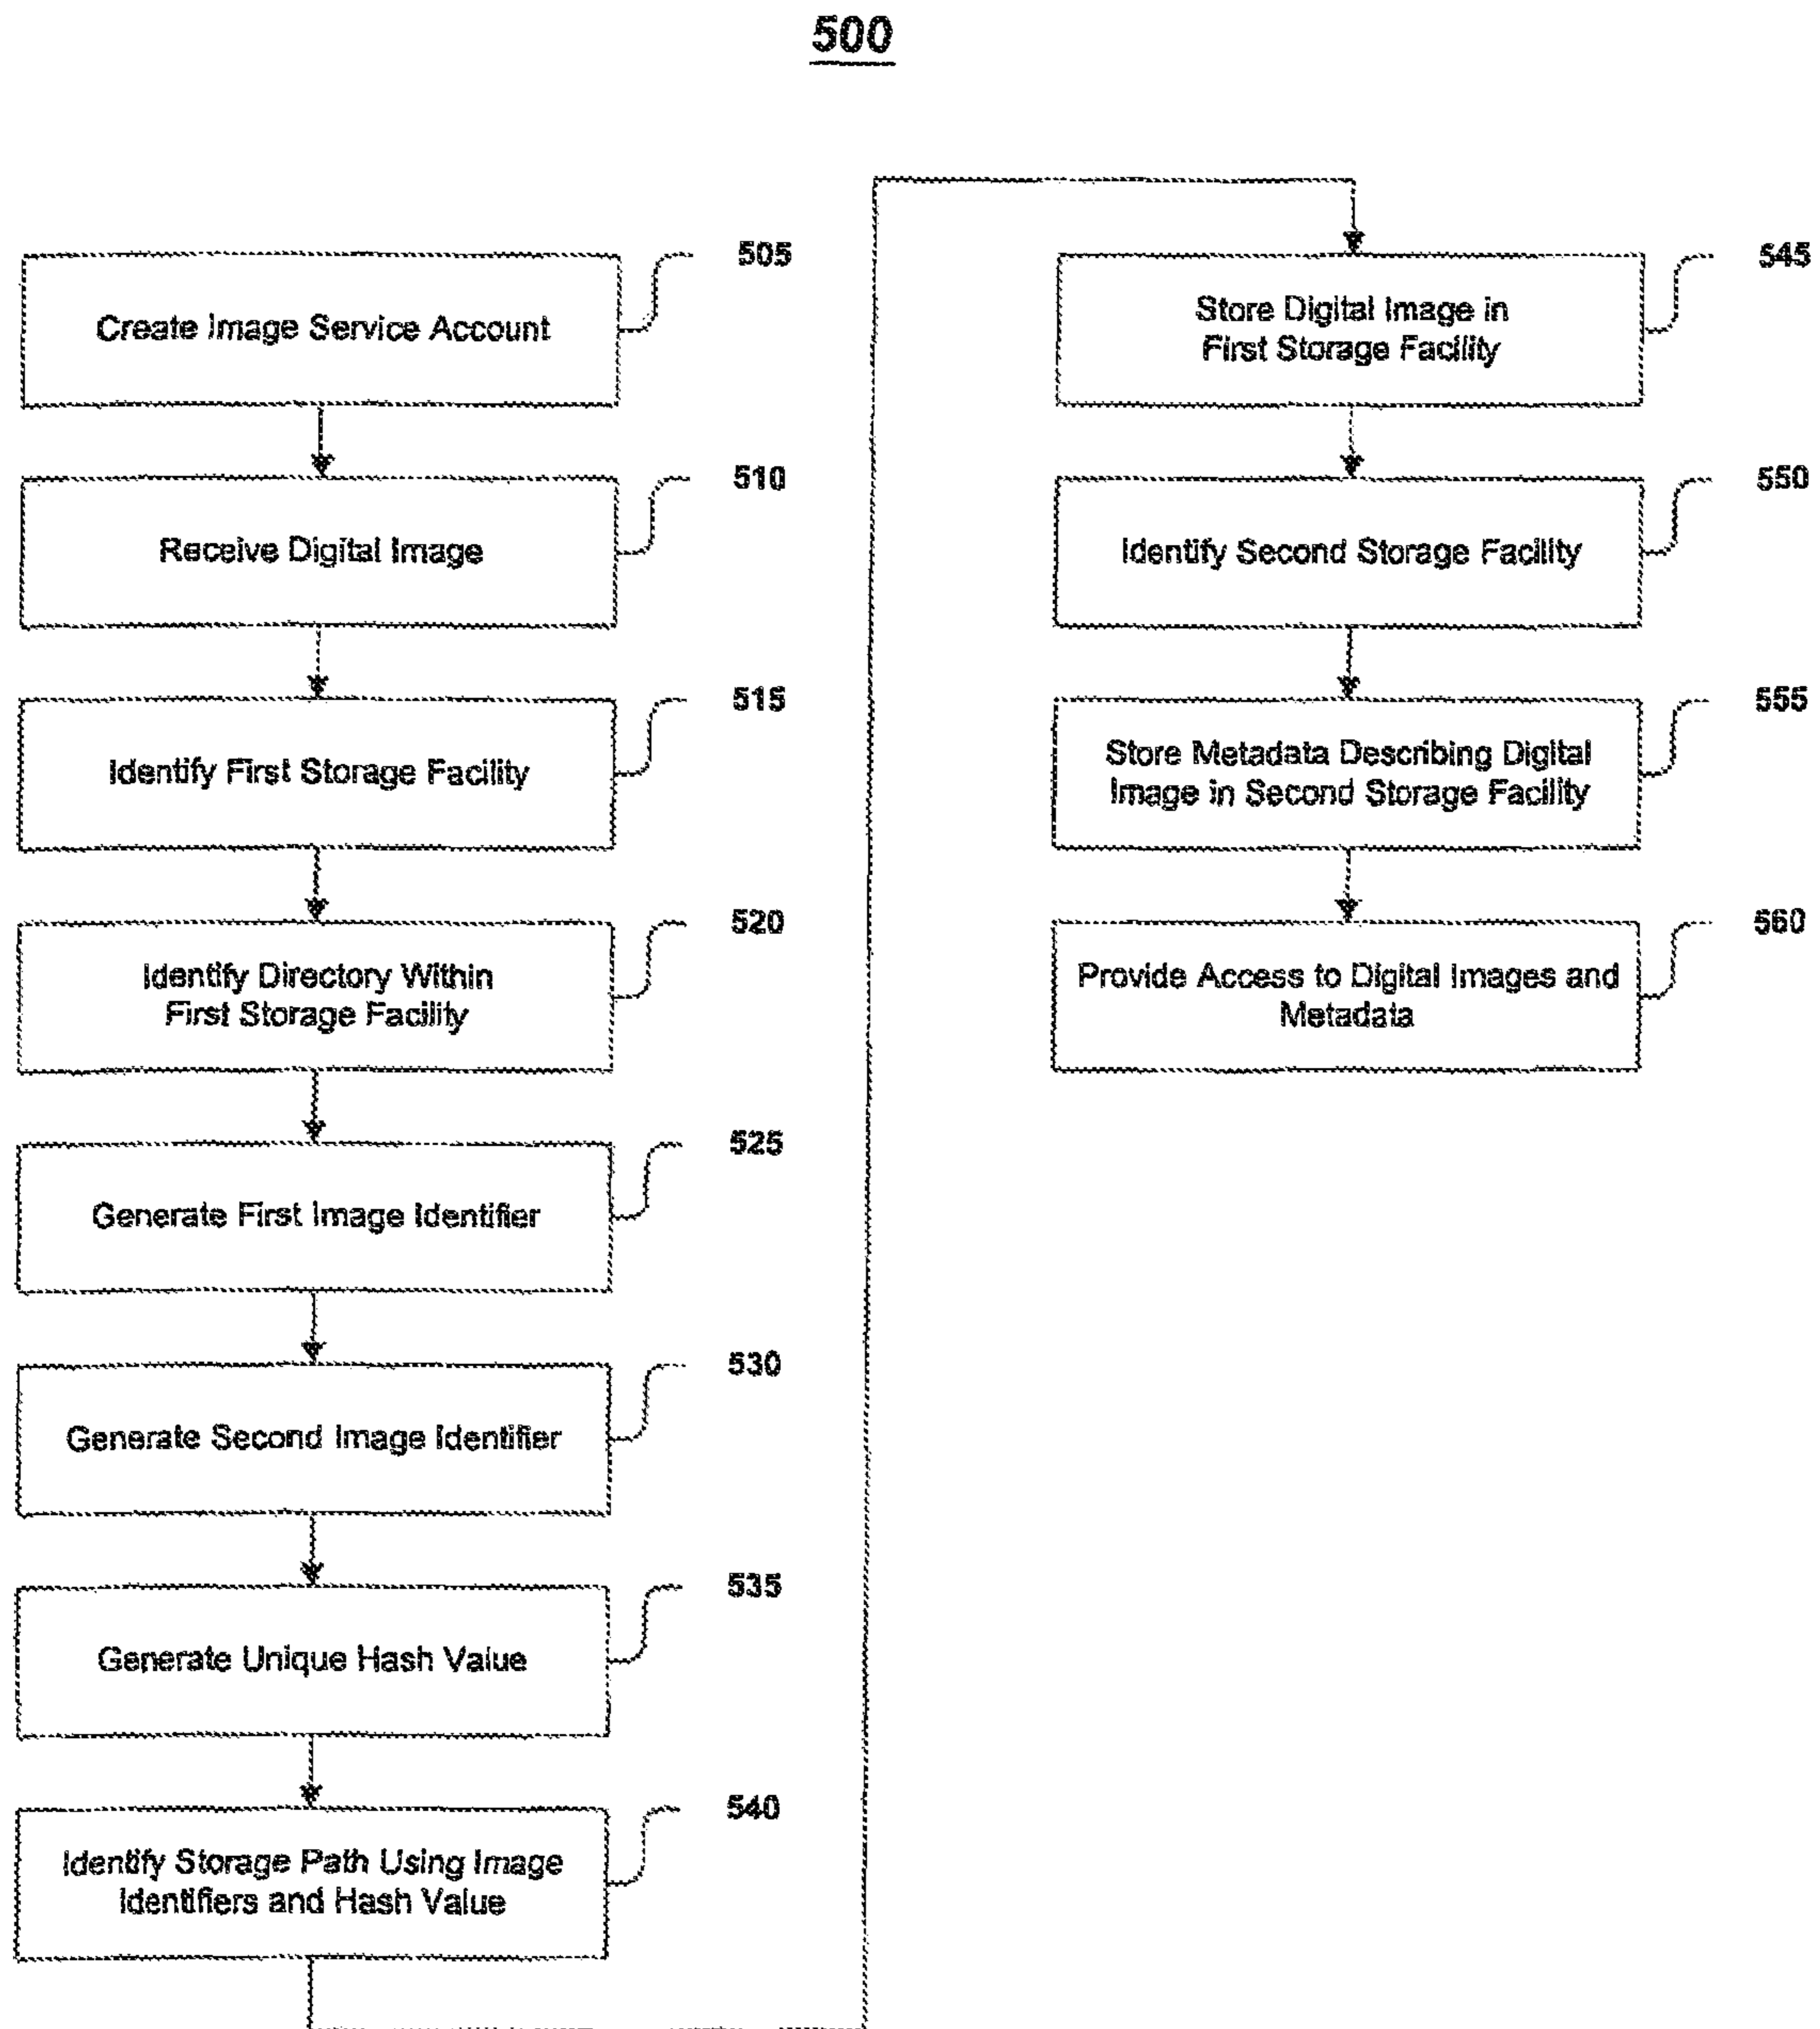 500
505
Create Image Service Account
510
Receive Digital Image
515
Identify First Storage Facility
520
Identify Directory Within
First Storage Facility
525
Generate First Image Identifier
530
Generate Second Image Identifier
535
Generate Unique Hash Value
540
Identify Storage Path Using Image
Identifiers and Hash Value
545
Store Digital Image in
First Storage Facility
550
Identify Second Storage Facility
555
Store Metadata Describing Digital
Image in Second Storage Facility
560
Provide Access to Digital Images and
Metadata